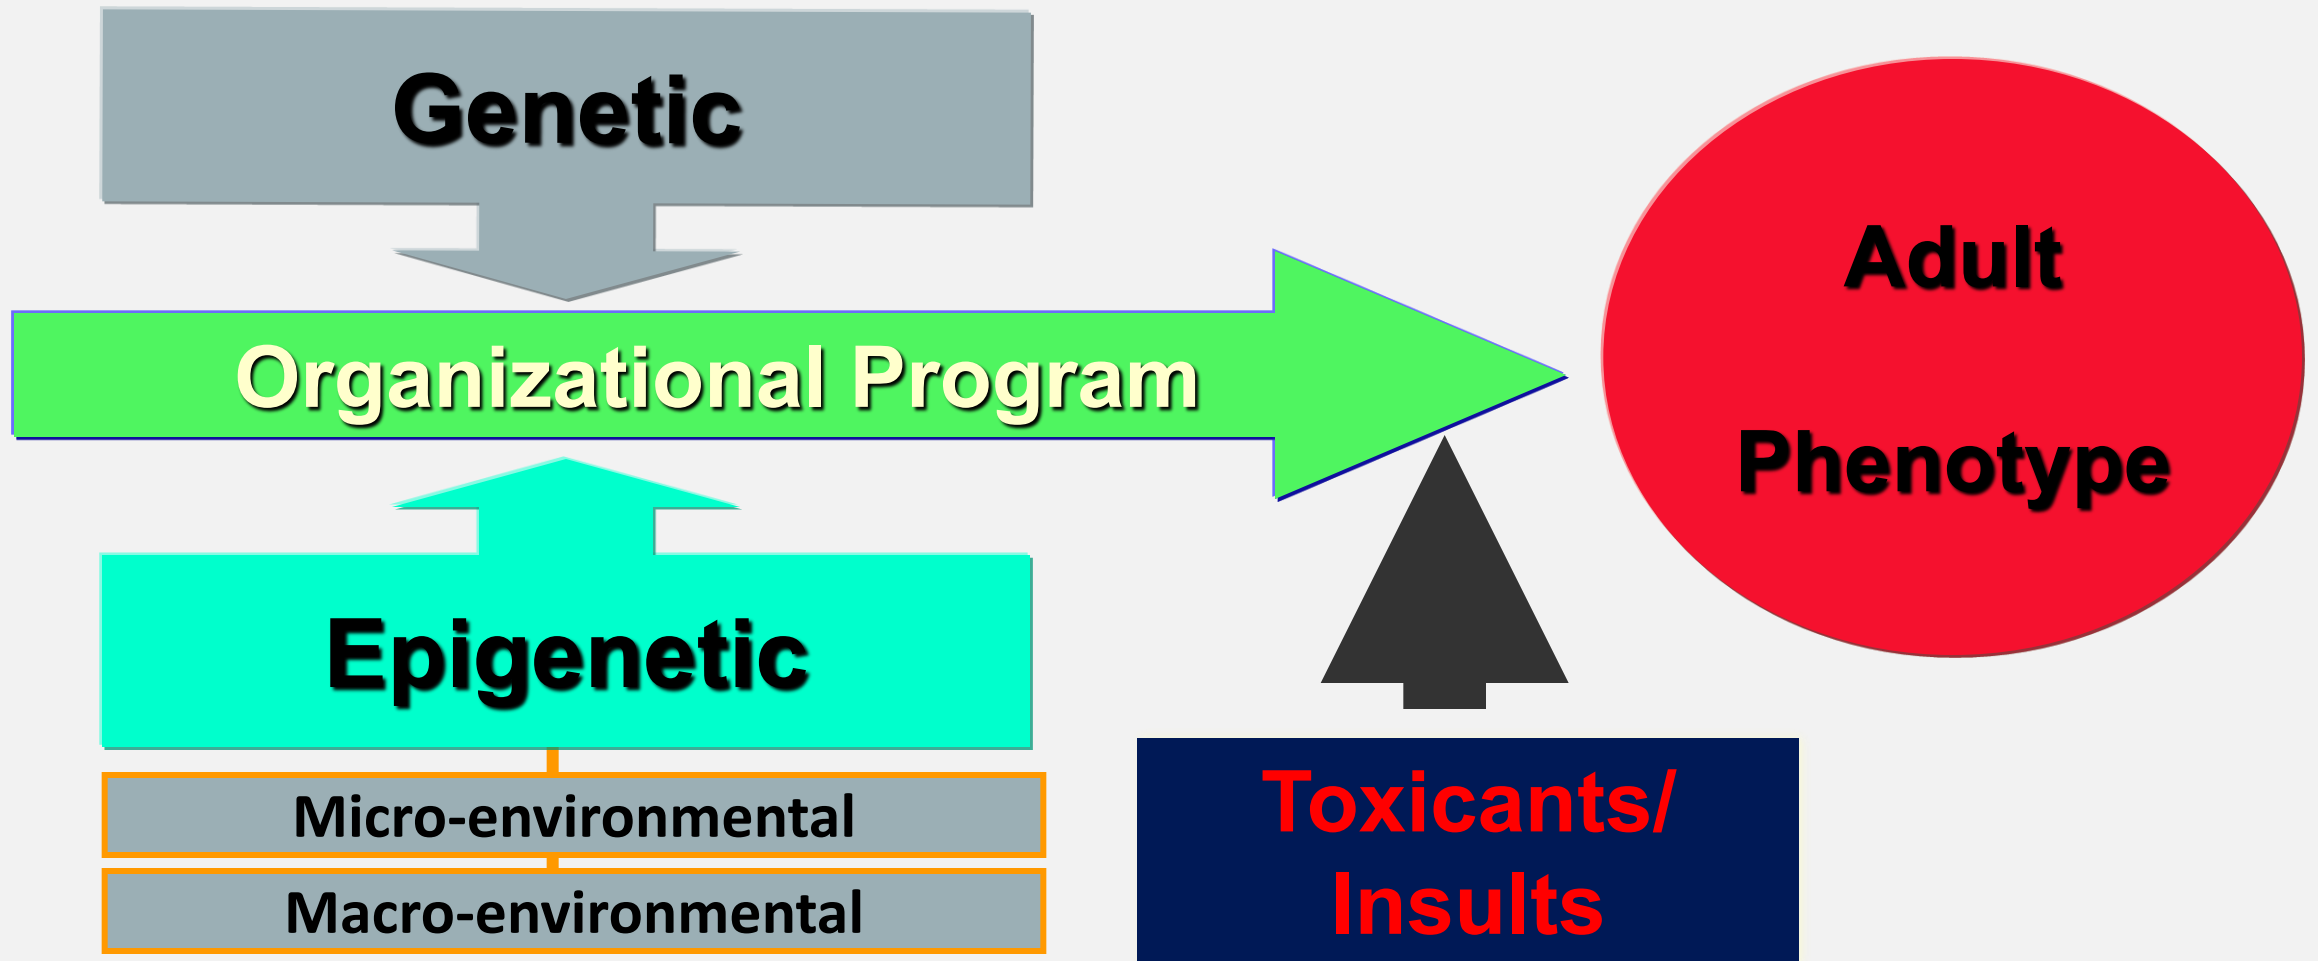 Genetic
Organizational Program
Epigenetic
Micro-environmental
Macro-environmental
Toxicants/
Insults
Adult
Phenotype